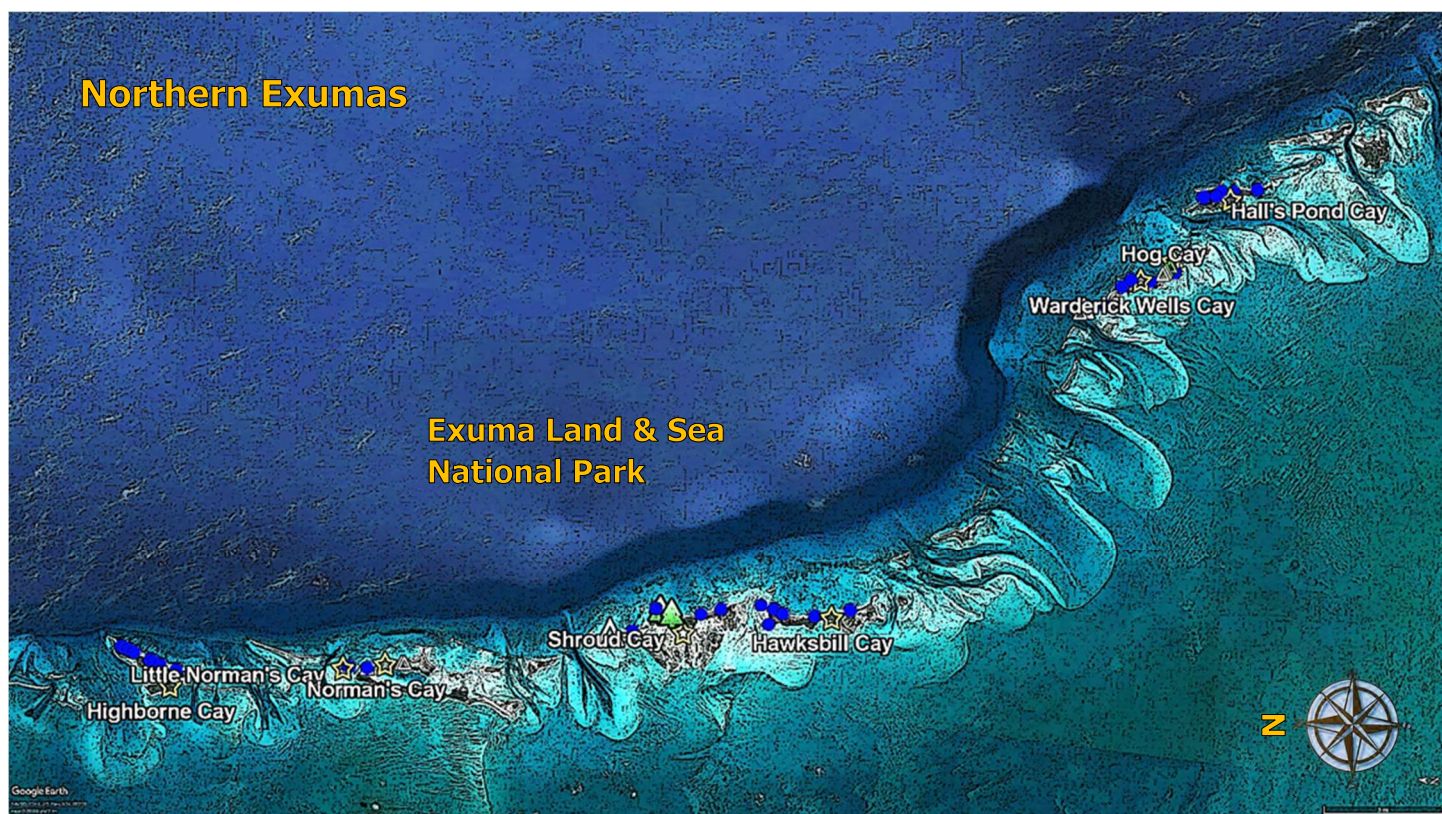 Northern Exumas
Hall's Pond Cay
Hog Cay
Warderick Wells Cay
Exuma Land & Sea
National Park
Shroud Cay
Hawksbill Cay
Little Norman's Cay
Norman's Cay
Highborne Cay
N
Google Earth